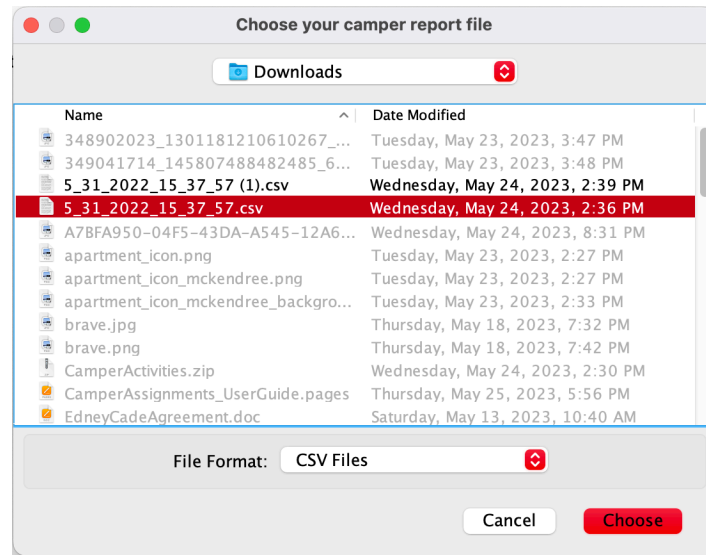 Choose your camper report file
Downloads
Name Date Modified
348902023_1301181210610267_... Tuesday, May 23, 2023, 3:47 PM
349041714_145807488482485_6... Tuesday, May 23, 2023, 3:48 PM
5_31_2022_15_37_57 (1).csv Wednesday, May 24, 2023, 2:39 PM
5_31_2022_15_37_57.csv Wednesday, May 24, 2023, 2:36 PM
A7BFA950-04F5-43DA-A545-12A6... Wednesday, May 24, 2023, 8:31 PM
apartment_icon.png Tuesday, May 23, 2023, 2:27 PM
apartment_icon_mckendree.png Tuesday, May 23, 2023, 2:27 PM
apartment_icon_mckendree_backgro... Tuesday, May 23, 2023, 2:33 PM
brave.jpg Thursday, May 18, 2023, 7:32 PM
brave.png Thursday, May 18, 2023, 7:42 PM
CamperActivities.zip Wednesday, May 24, 2023, 2:30 PM
CamperAssignments_UserGuide.pages Thursday, May 25, 2023, 5:56 PM
EdneyCadeAgreement.doc Saturday, May 13, 2023, 10:40 AM
File Format: CSV Files
Cancel Choose